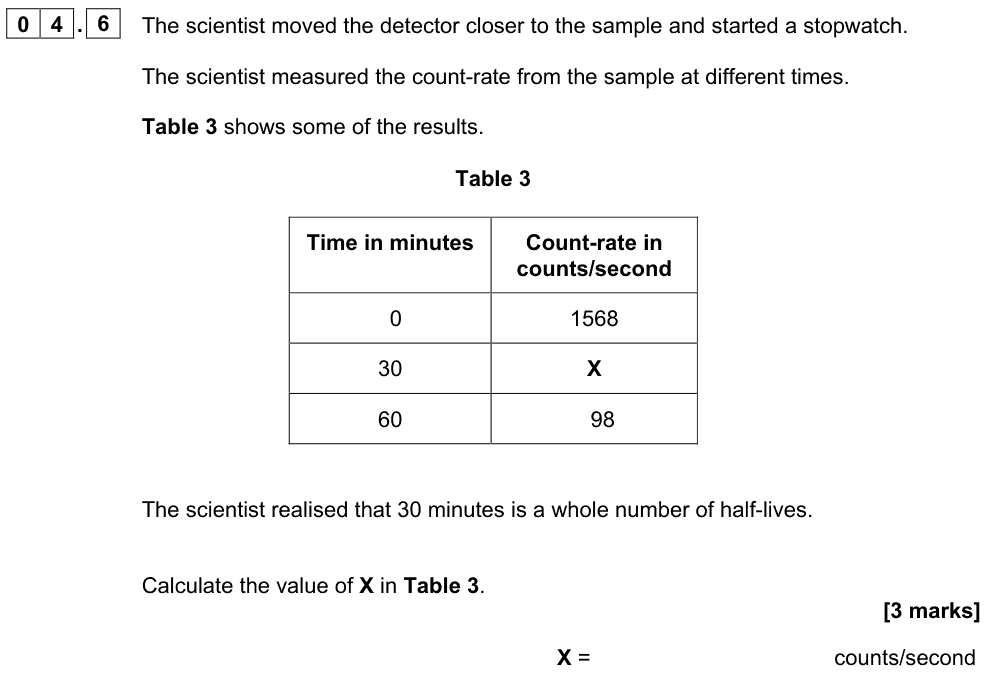 04.6 The scientist moved the detector closer to the sample and started a stopwatch.
The scientist measured the count-rate from the sample at different times.
Table 3 shows some of the results.
Table 3
Time in minutes Count-rate in counts/second
0 1568
30 X
60 98
The scientist realised that 30 minutes is a whole number of half-lives.
Calculate the value of X in Table 3.
[3 marks]
X = counts/second